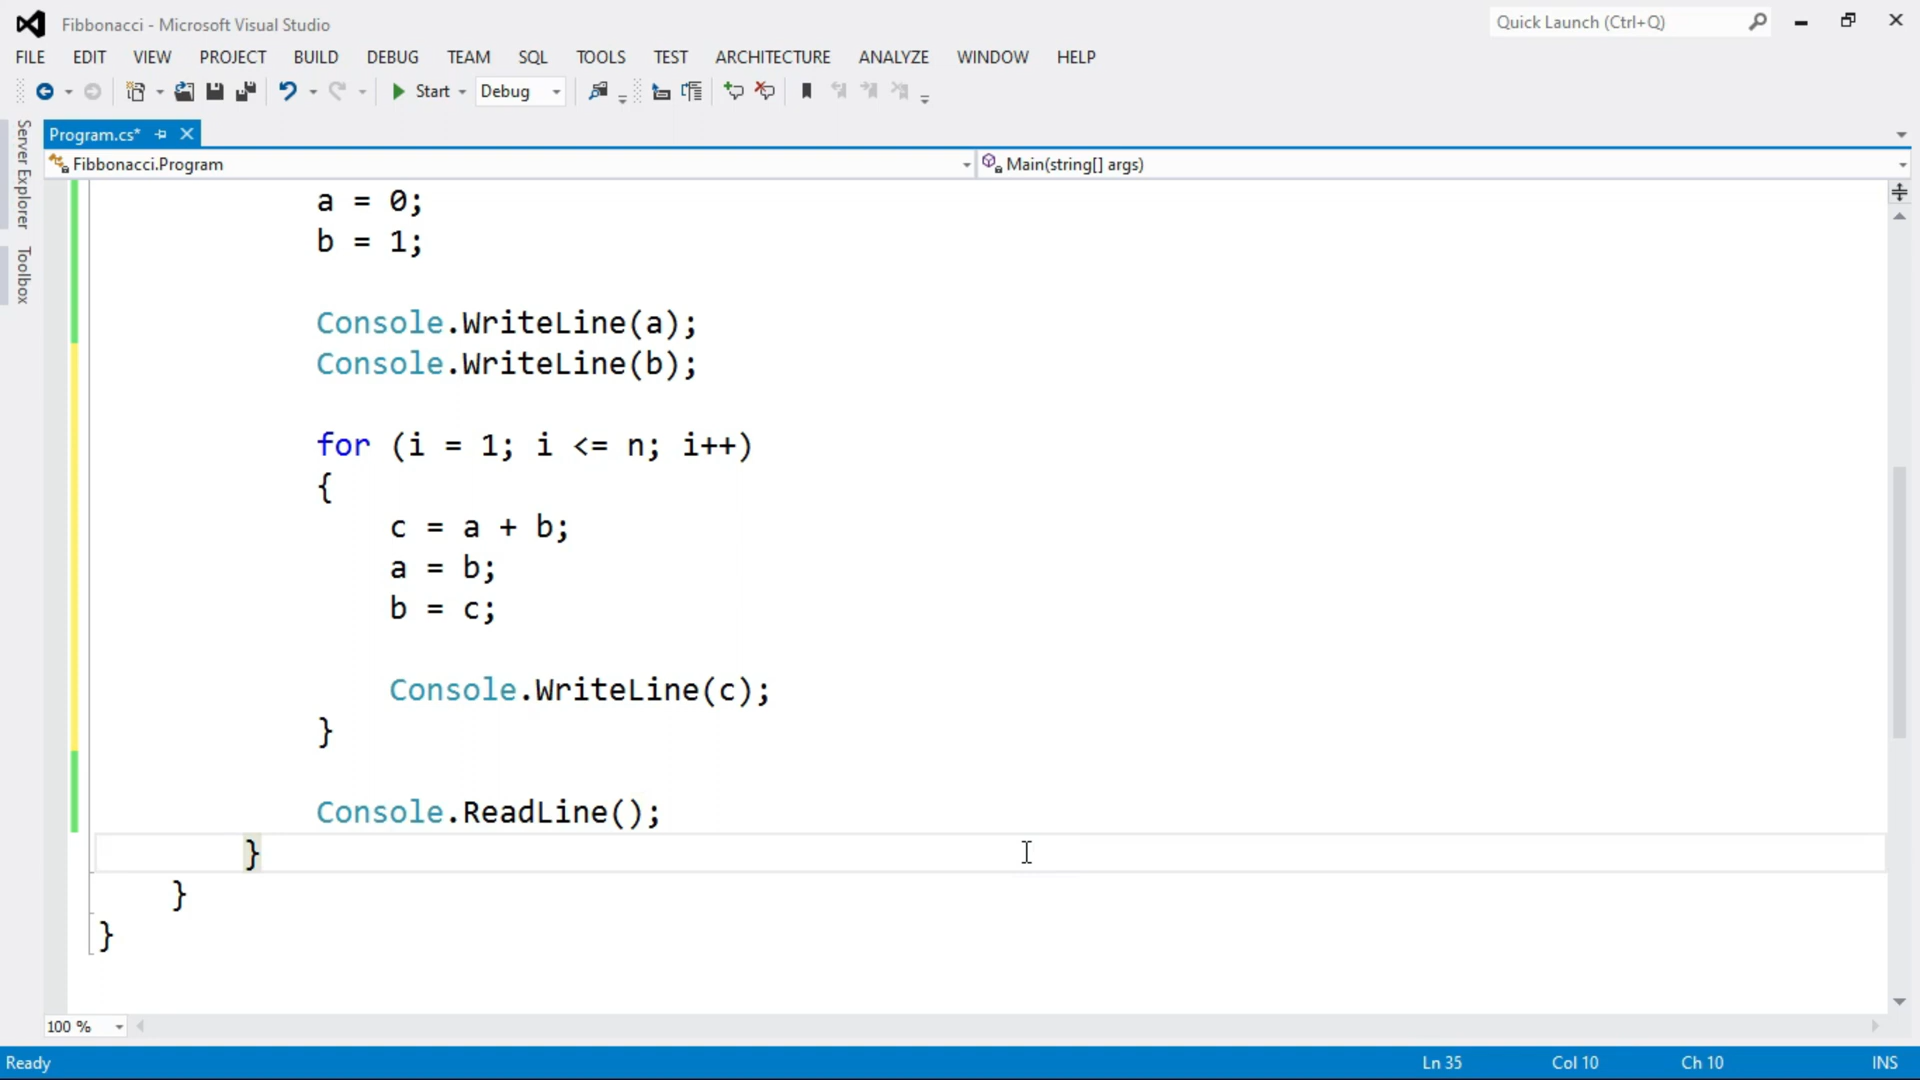 Fibbonacci - Microsoft Visual Studio
Quick Launch (Ctrl+Q)
FILE EDIT VIEW PROJECT BUILD DEBUG TEAM SQL TOOLS TEST ARCHITECTURE ANALYZE WINDOW HELP
Start Debug
Server Explorer
Toolbox
Program.cs*
Fibbonacci.Program
Main(string[] args)
a = 0;
b = 1;
Console.WriteLine(a);
Console.WriteLine(b);
for (i = 1; i <= n; i++)
{
c = a + b;
a = b;
b = c;
Console.WriteLine(c);
}
Console.ReadLine();
}
}
}
100 %
Ready
Ln 35 Col 10 Ch 10 INS